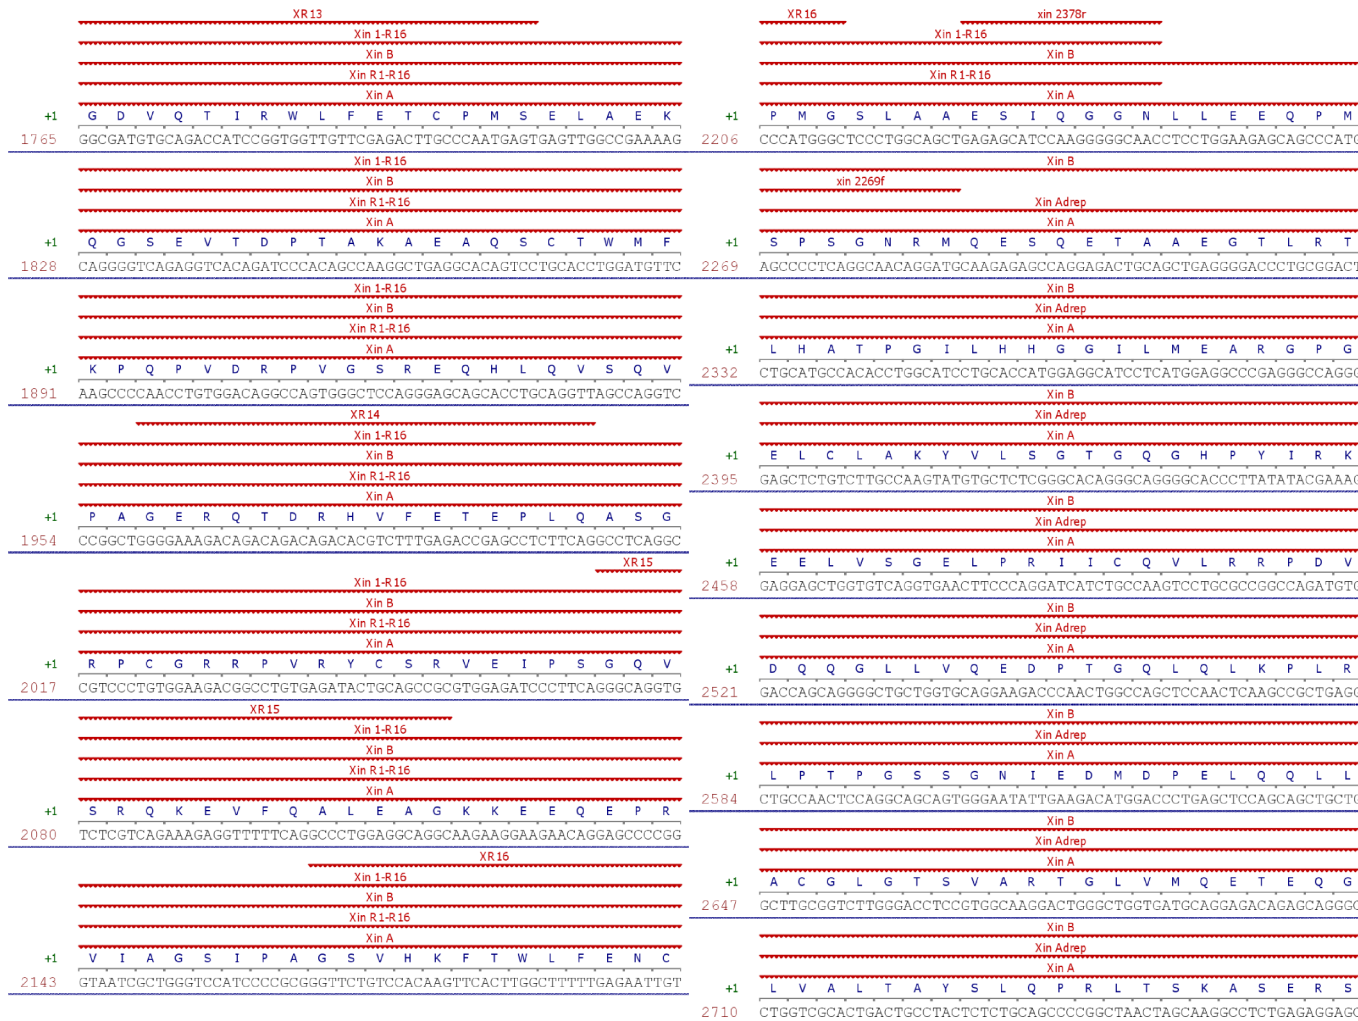 XR13
Xin 1-R16
Xin B
Xin R1-R16
Xin A
+1 G D V Q T I R W L F E T C P M S E L A E K
1765 GGCGATGTGCAGACCATCCGGTGGTTGTTCGAGACTTGCCCAATGAGTGAGTTGGCCGAAAAG
Xin 1-R16
Xin B
Xin R1-R16
Xin A
+1 Q G S E V T D P T A K A E A Q S C T W M F
1828 CAGGGGTCAGAGGTCACAGATCCCACAGCCAAGGCTGAGGCACAGTCCTGCACCTGGATGTTC
Xin 1-R16
Xin B
Xin R1-R16
Xin A
+1 K P Q P V D R P V G S R E Q H L Q V S Q V
1891 AAGCCCCAACCTGTGGACAGGCCAGTGGGCTCCAGGGAGCAGCACCTGCAGGTTAGCCAGGTC
XR14
Xin 1-R16
Xin B
Xin R1-R16
Xin A
+1 P A G E R Q T D R H V F E T E P L Q A S G
1954 CCGGCTGGGGAAAGACAGACAGACAGACACGTCTTTGAGACCGAGCCTCTTCAGGCCTCAGGC
XR15
Xin 1-R16
Xin B
Xin R1-R16
Xin A
+1 R P C G R R P V R Y C S R V E I P S G Q V
2017 CGTCCCTGTGGAAGACGGCCTGTGAGATACTGCAGCCGCGTGGAGATCCCTTCAGGGCAGGTG
XR15
Xin 1-R16
Xin B
Xin R1-R16
Xin A
+1 S R Q K E V F Q A L E A G K K E E Q E P R
2080 TCTCGTCAGAAAGAGGTTTTTCAGGCCCTGGAGGCAGGCAAGAAGGAAGAACAGGAGCCCCGG
XR16
Xin 1-R16
Xin B
Xin R1-R16
Xin A
+1 V I A G S I P A G S V H K F T W L F E N C
2143 GTAATCGCTGGGTCCATCCCCGCGGGTTCTGTCCACAAGTTCACTTGGCTTTTTGAGAATTGT
XR16 xin 2378r
Xin 1-R16
Xin B
Xin R1-R16
Xin A
+1 P M G S L A A E S I Q G G N L L E E Q P M
2206 CCCATGGGCTCCCTGGCAGCTGAGAGCATCCAAGGGGGCAACCTCCTGGAAGAGCAGCCCATG
Xin B
xin 2269f
Xin Adrep
Xin A
+1 S P S G N R M Q E S Q E T A A E G T L R T
2269 AGCCCCTCAGGCAACAGGATGCAAGAGAGCCAGGAGACTGCAGCTGAGGGGACCCTGCGGACT
Xin B
Xin Adrep
Xin A
+1 L H A T P G I L H H G G I L M E A R G P G
2332 CTGCATGCCACACCTGGCATCCTGCACCATGGAGGCATCCTCATGGAGGCCCGAGGGCCAGGG
Xin B
Xin Adrep
Xin A
+1 E L C L A K Y V L S G T G Q G H P Y I R K
2395 GAGCTCTGTCTTGCCAAGTATGTGCTCTCGGGCACAGGGCAGGGGCACCCTTATATACGAAAG
Xin B
Xin Adrep
Xin A
+1 E E L V S G E L P R I I C Q V L R R P D V
2458 GAGGAGCTGGTGTCAGGTGAACTTCCCAGGATCATCTGCCAAGTCCTGCGCCGGCCAGATGTG
Xin B
Xin Adrep
Xin A
+1 D Q Q G L L V Q E D P T G Q L Q L K P L R
2521 GACCAGCAGGGGCTGCTGGTGCAGGAAGACCCAACTGGCCAGCTCCAACTCAAGCCGCTGAGG
Xin B
Xin Adrep
Xin A
+1 L P T P G S S G N I E D M D P E L Q Q L L
2584 CTGCCAACTCCAGGCAGCAGTGGGAATATTGAAGACATGGACCCTGAGCTCCAGCAGCTGCTG
Xin B
Xin Adrep
Xin A
+1 A C G L G T S V A R T G L V M Q E T E Q G
2647 GCTTGCGGTCTTGGGACCTCCGTGGCAAGGACTGGGCTGGTGATGCAGGAGACAGAGCAGGGG
Xin B
Xin Adrep
Xin A
+1 L V A L T A Y S L Q P R L T S K A S E R S
2710 CTGGTCGCACTGACTGCCTACTCTCTGCAGCCCCGGCTAACTAGCAAGGCCTCTGAGAGGAGC